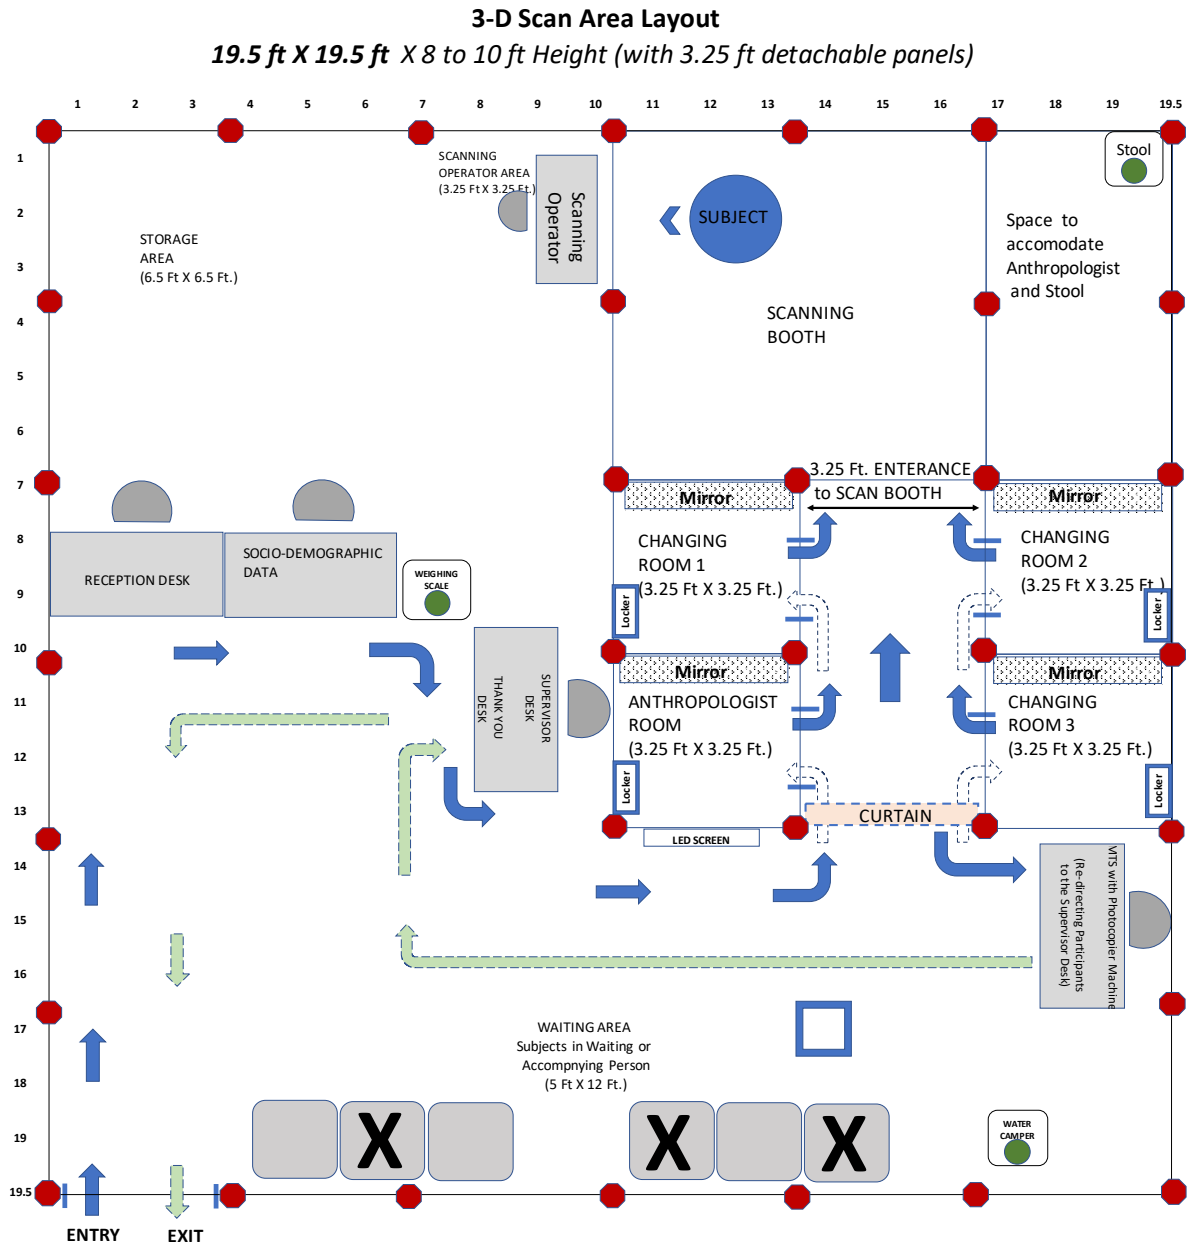 3-D Scan Area Layout
19.5 ft X 19.5 ft X 8 to 10 ft Height (with 3.25 ft detachable panels)
1 2 3 4 5 6 7 8 9 10 11 12 13 14 15 16 17 18 19 19.5
1
2
3
4
5
6
7
8
9
10
11
12
13
14
15
16
17
18
19
19.5
STORAGE
AREA
(6.5 Ft X 6.5 Ft.)
SCANNING
OPERATOR AREA
(3.25 Ft X 3.25 Ft.)
Scanning
Operator
SUBJECT
SCANNING
BOOTH
Stool
Space to
accomodate
Anthropologist
and Stool
3.25 Ft. ENTERANCE
to SCAN BOOTH
Mirror
CHANGING
ROOM 1
(3.25 Ft X 3.25 Ft.)
Locker
Mirror
CHANGING
ROOM 2
(3.25 Ft X 3.25 Ft.)
Locker
RECEPTION DESK
SOCIO-DEMOGRAPHIC
DATA
WEIGHING
SCALE
SUPERVISOR
DESK
THANK YOU
DESK
Mirror
ANTHROPOLOGIST
ROOM
(3.25 Ft X 3.25 Ft.)
Locker
Mirror
CHANGING
ROOM 3
(3.25 Ft X 3.25 Ft.)
Locker
CURTAIN
LED SCREEN
MTS with Photocopier Machine
(Re-directing Participants
to the Supervisor Desk)
WAITING AREA
Subjects in Waiting or
Accompnying Person
(5 Ft X 12 Ft.)
X
X
X
WATER
CAMPER
ENTRY
EXIT